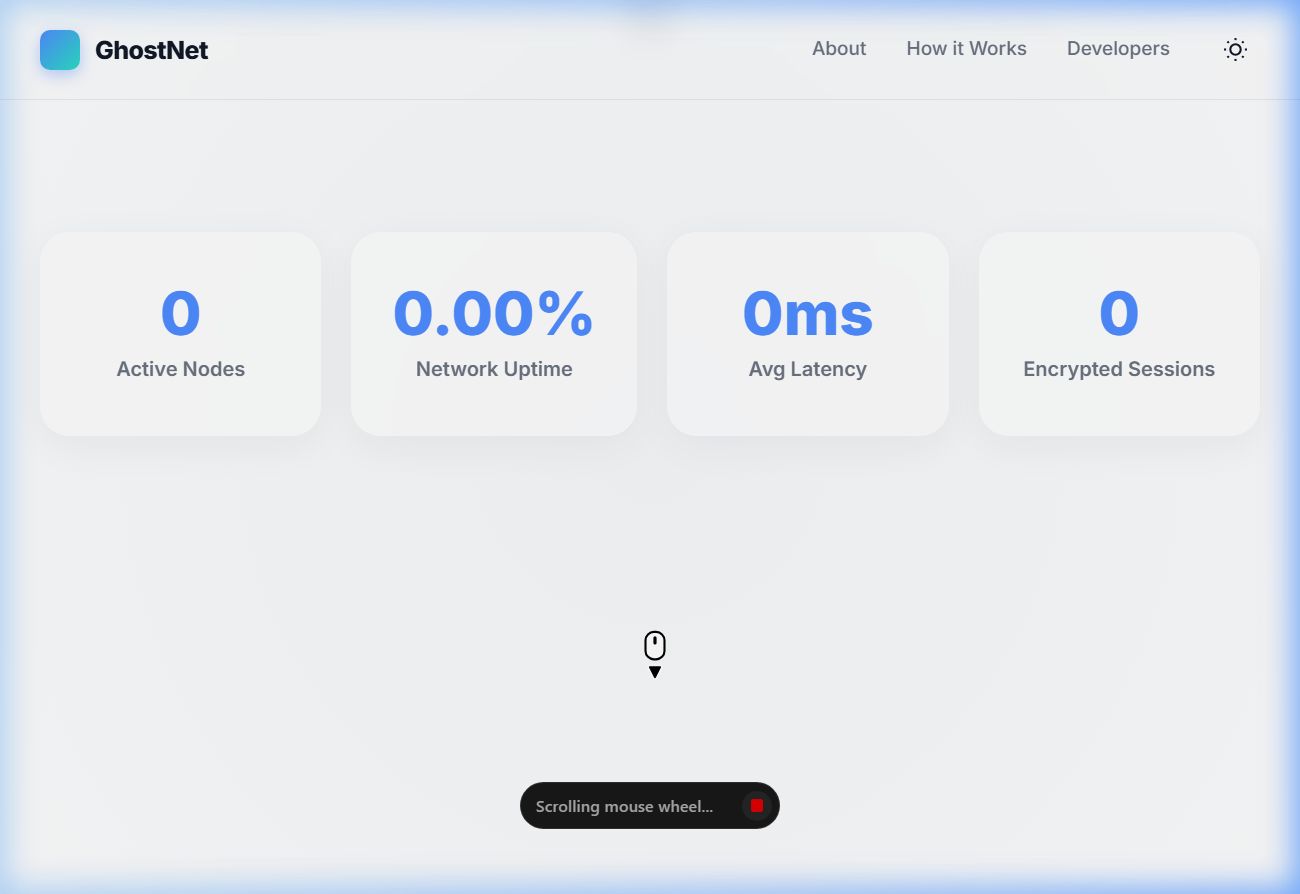 GhostNet
About
How it Works
Developers
0
Active Nodes
0.00%
Network Uptime
0ms
Avg Latency
0
Encrypted Sessions
Scrolling mouse wheel...